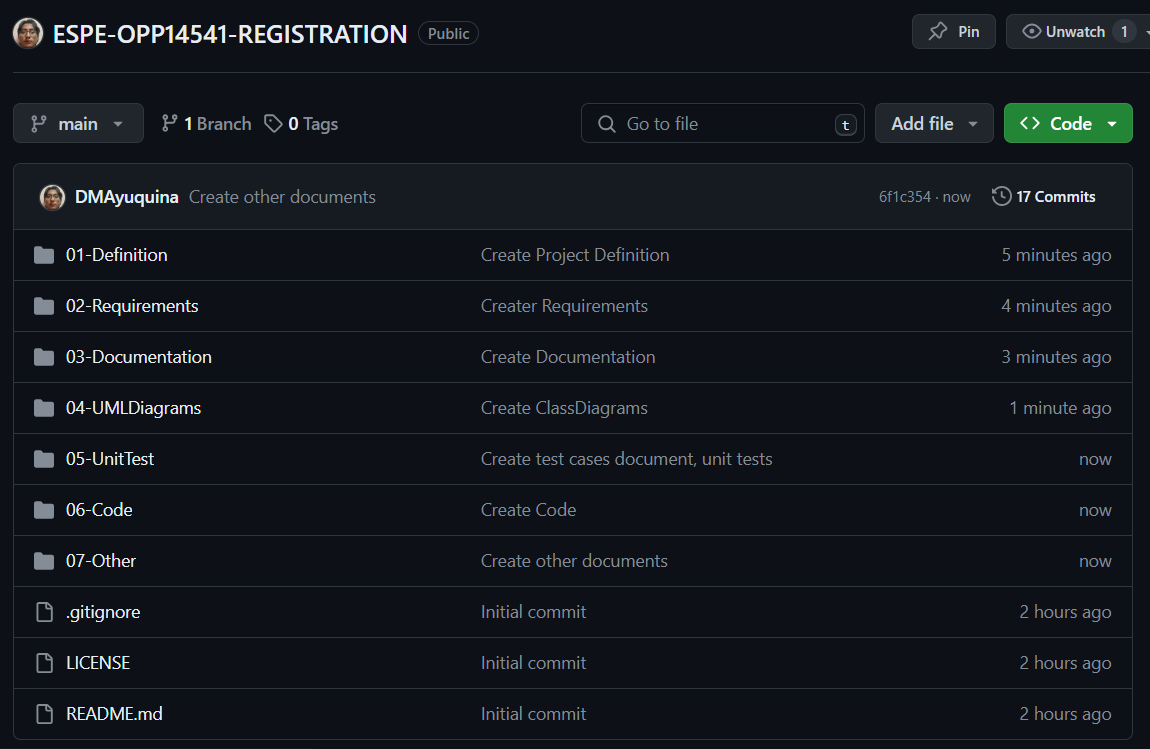 ESPE-OPP14541-REGISTRATION Public Pin Unwatch 1
main 1 Branch 0 Tags Go to file t Add file <> Code
DMAyuquina Create other documents 6f1c354 · now 17 Commits
01-Definition Create Project Definition 5 minutes ago
02-Requirements Creater Requirements 4 minutes ago
03-Documentation Create Documentation 3 minutes ago
04-UMLDiagrams Create ClassDiagrams 1 minute ago
05-UnitTest Create test cases document, unit tests now
06-Code Create Code now
07-Other Create other documents now
.gitignore Initial commit 2 hours ago
LICENSE Initial commit 2 hours ago
README.md Initial commit 2 hours ago